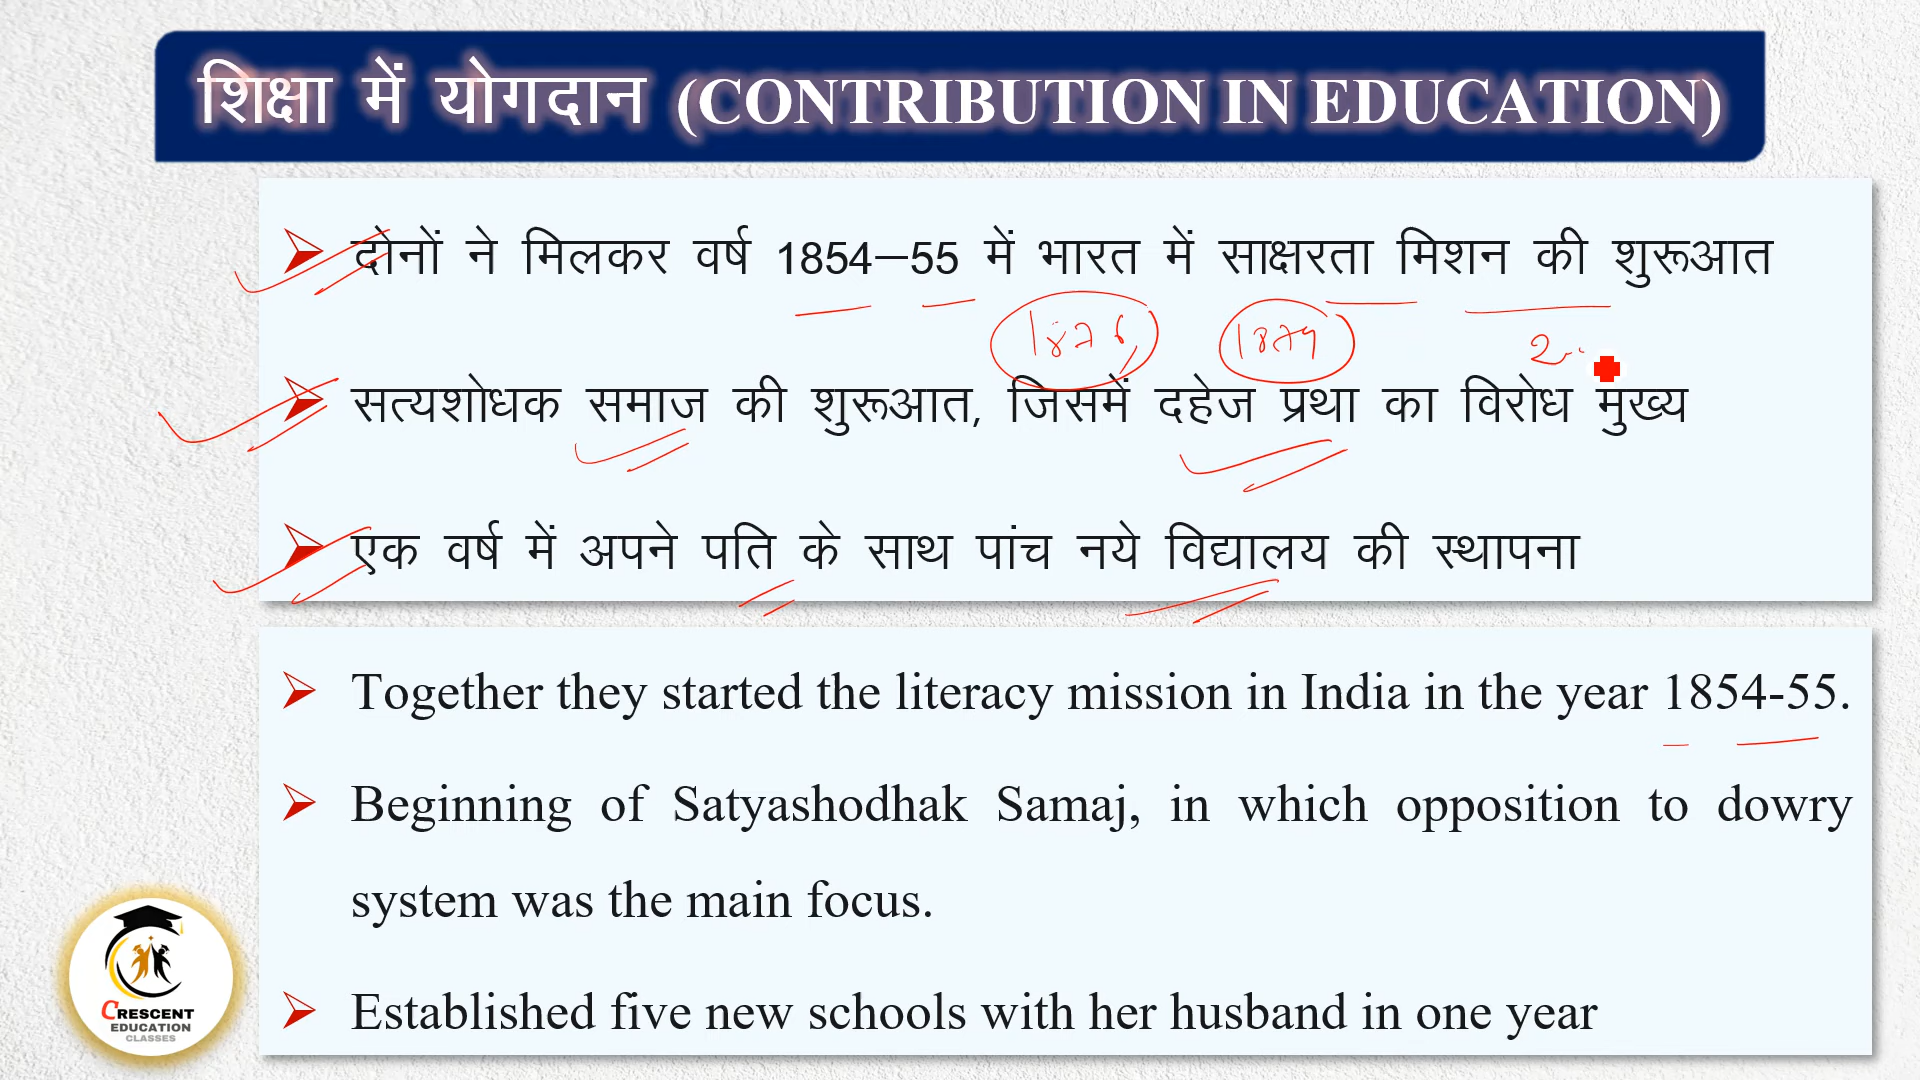 शिक्षा में योगदान (CONTRIBUTION IN EDUCATION)
दोनों ने मिलकर वर्ष 1854–55 में भारत में साक्षरता मिशन की शुरूआत
1876, 1879
सत्यशोधक समाज की शुरूआत, जिसमें दहेज प्रथा का विरोध मुख्य
एक वर्ष में अपने पति के साथ पांच नये विद्यालय की स्थापना
Together they started the literacy mission in India in the year 1854-55.
Beginning of Satyashodhak Samaj, in which opposition to dowry
system was the main focus.
Established five new schools with her husband in one year
CRESCENT
EDUCATION
CLASSES